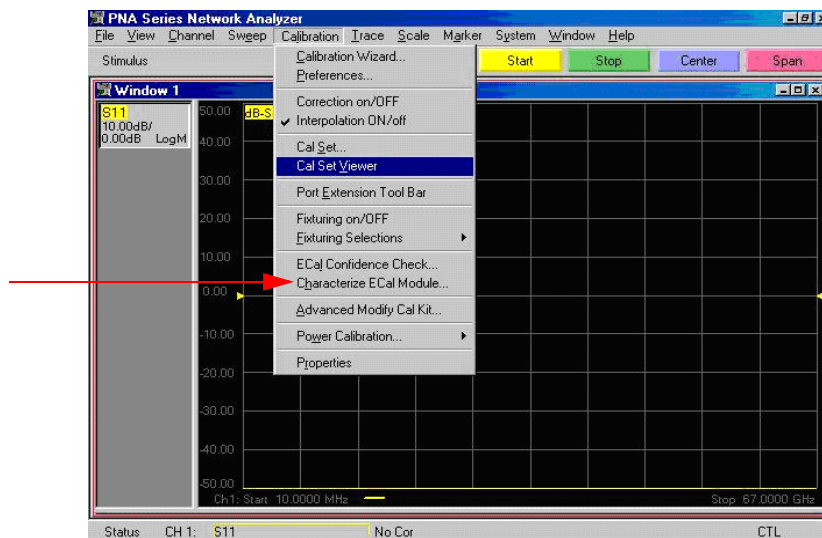 PNA Series Network Analyzer
File View Channel Sweep Calibration Trace Scale Marker System Window Help
Stimulus Start Stop Center Span
Window 1
S11
10.00dB/
0.00dB LogM
50.00
40.00
30.00
20.00
10.00
0.00
-10.00
-20.00
-30.00
-40.00
-50.00
dB-S
Calibration Wizard...
Preferences...
Correction on/OFF
Interpolation ON/off
Cal Set...
Cal Set Viewer
Port Extension Tool Bar
Fixturing on/OFF
Fixturing Selections
ECal Confidence Check...
Characterize ECal Module...
Advanced Modify Cal Kit...
Power Calibration...
Properties
Ch1: Start 10.0000 MHz Stop 67.0000 GHz
Status CH 1: S11 No Cor CTL